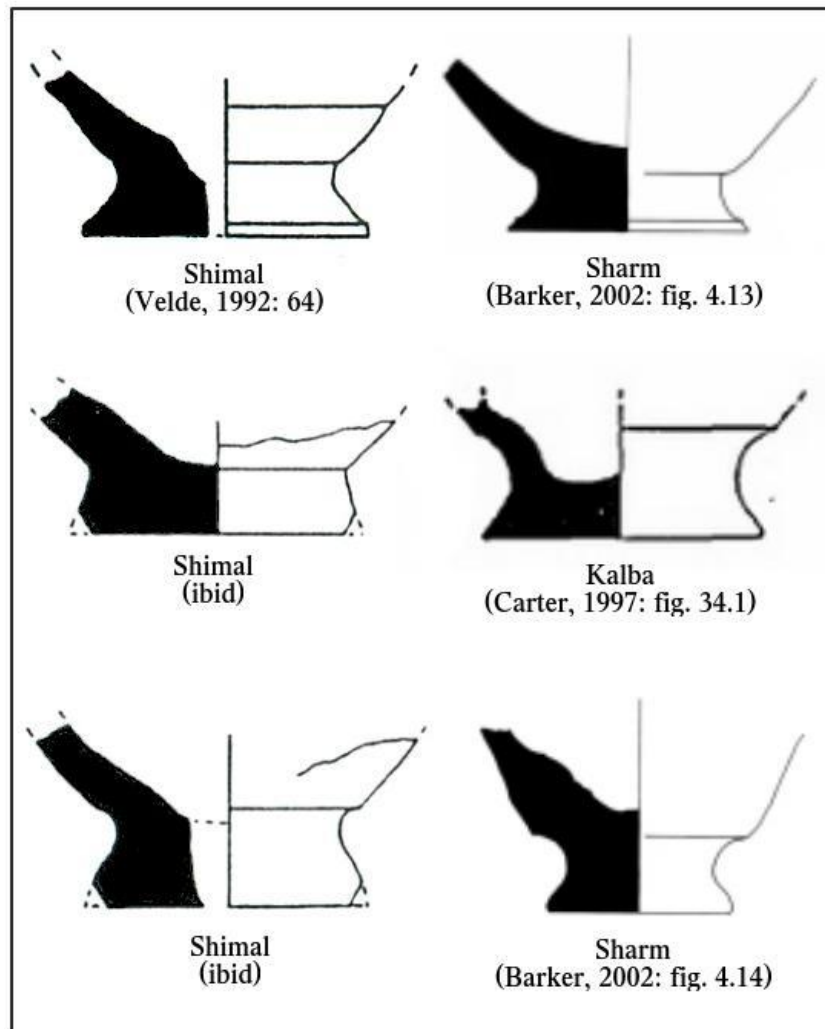 Shimal
(Velde, 1992: 64)
Sharm
(Barker, 2002: fig. 4.13)
Shimal
(ibid)
Kalba
(Carter, 1997: fig. 34.1)
Shimal
(ibid)
Sharm
(Barker, 2002: fig. 4.14)